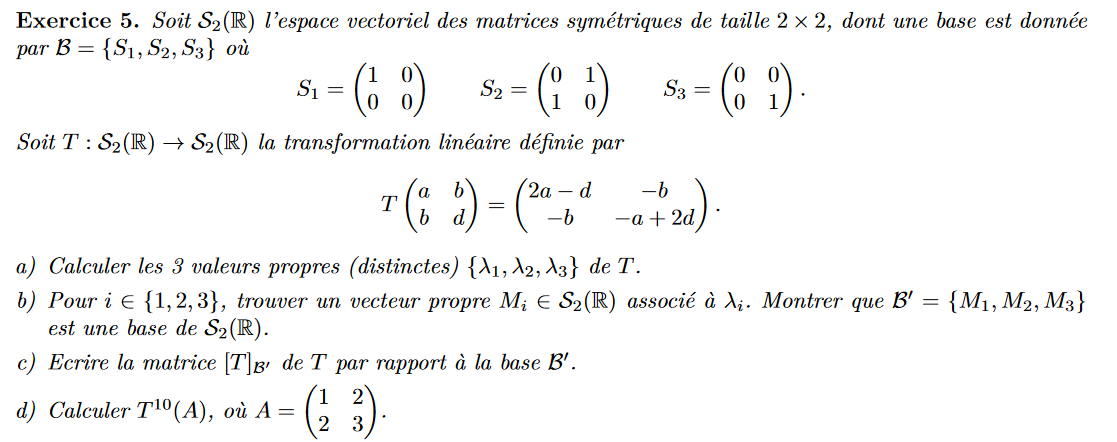 Exercice 5. Soit $\mathcal{S}_2(\mathbb{R})$ l'espace vectoriel des matrices symétriques de taille $2 \times 2$, dont une base est donnée
par $\mathcal{B} = \{S_1, S_2, S_3\}$ où
$S_1 = \begin{pmatrix} 1 & 0 \\ 0 & 0 \end{pmatrix} \quad S_2 = \begin{pmatrix} 0 & 1 \\ 1 & 0 \end{pmatrix} \quad S_3 = \begin{pmatrix} 0 & 0 \\ 0 & 1 \end{pmatrix}.$
Soit $T : \mathcal{S}_2(\mathbb{R}) \to \mathcal{S}_2(\mathbb{R})$ la transformation linéaire définie par
$T \begin{pmatrix} a & b \\ b & d \end{pmatrix} = \begin{pmatrix} 2a - d & -b \\ -b & -a + 2d \end{pmatrix}.$
a) Calculer les 3 valeurs propres (distinctes) $\{\lambda_1, \lambda_2, \lambda_3\}$ de $T$.
b) Pour $i \in \{1, 2, 3\}$, trouver un vecteur propre $M_i \in \mathcal{S}_2(\mathbb{R})$ associé à $\lambda_i$. Montrer que $\mathcal{B}' = \{M_1, M_2, M_3\}$
est une base de $\mathcal{S}_2(\mathbb{R})$.
c) Ecrire la matrice $[T]_{\mathcal{B}'}$ de $T$ par rapport à la base $\mathcal{B}'$.
d) Calculer $T^{10}(A)$, où $A = \begin{pmatrix} 1 & 2 \\ 2 & 3 \end{pmatrix}.$